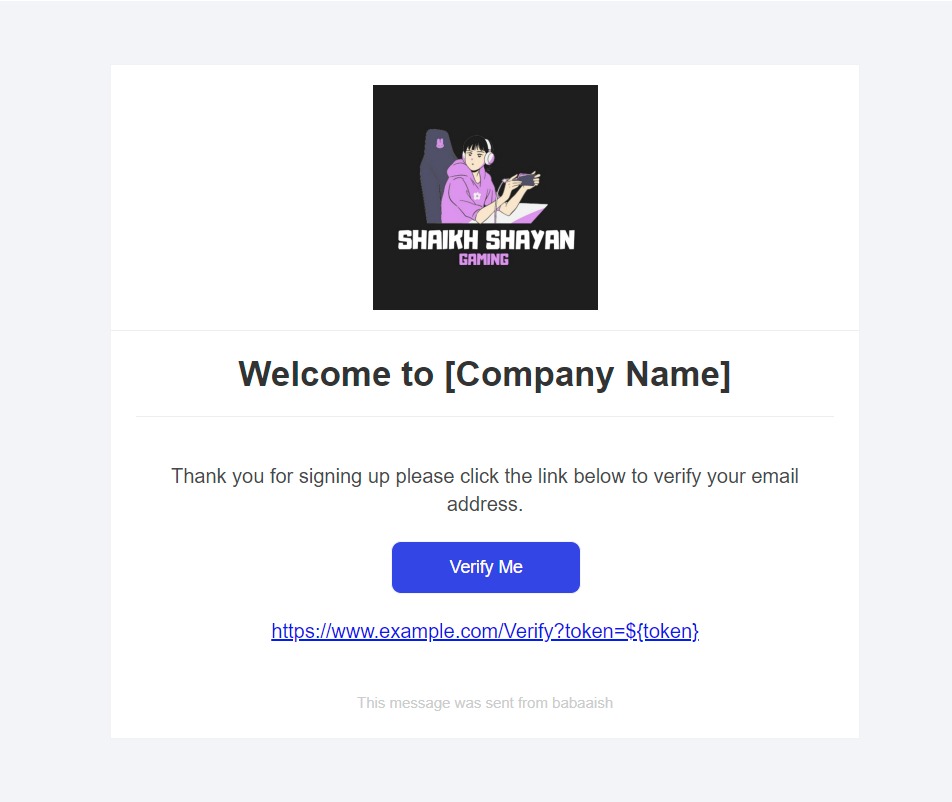 SHAIKH SHAYAN
GAMING
Welcome to [Company Name]
Thank you for signing up please click the link below to verify your email
address.
Verify Me
https://www.example.com/Verify?token=${token}
This message was sent from babaaish